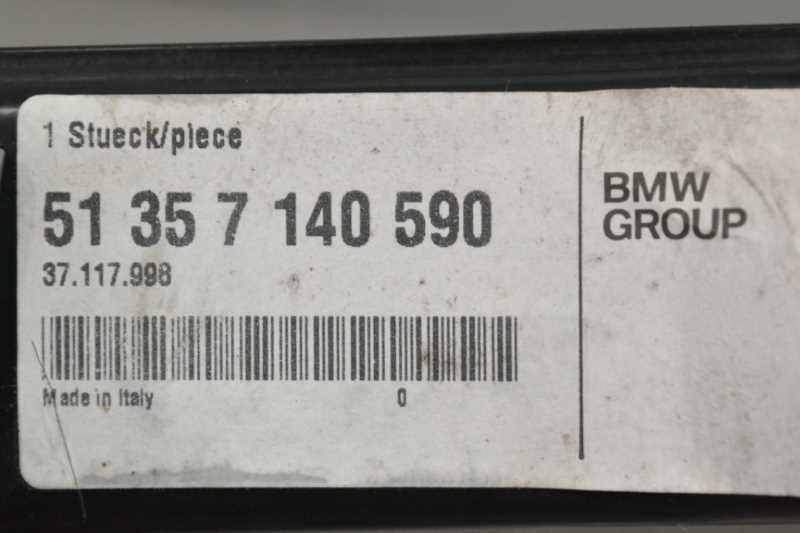 1 Stueck/piece
51 35 7 140 590
37.117.998
Made in Italy 0
BMW
GROUP